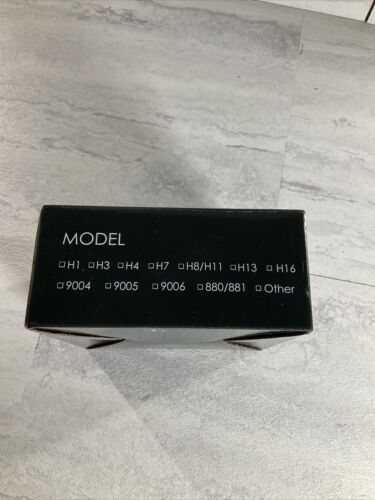 MODEL
□H1 □H3 □H4 □H7 □H8/H11 □H13 □H16
□9004 □9005 □9006 □880/881 □Other